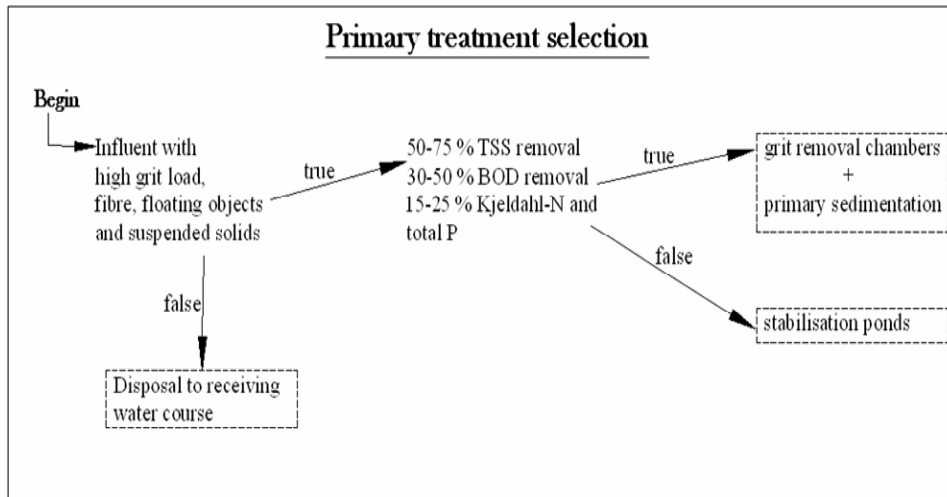 Primary treatment selection
Begin
Influent with
high grit load,
fibre, floating objects
and suspended solids
true
false
Disposal to receiving
water course
50-75 % TSS removal
30-50 % BOD removal
15-25 % Kjeldahl-N and
total P
true
false
grit removal chambers
+
primary sedimentation
stabilisation ponds